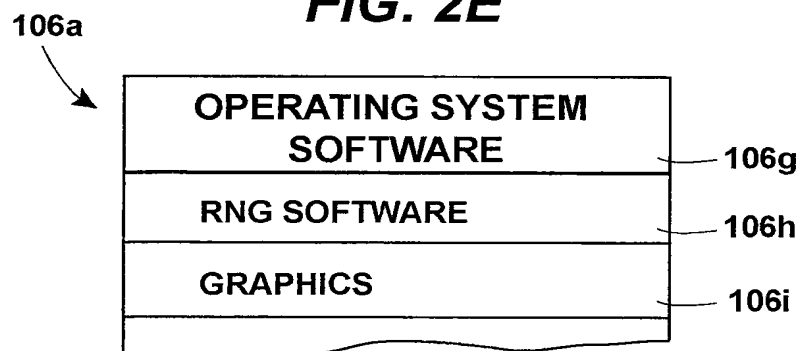 FIG. 2E
106a
OPERATING SYSTEM
SOFTWARE
106g
RNG SOFTWARE
106h
GRAPHICS
106i